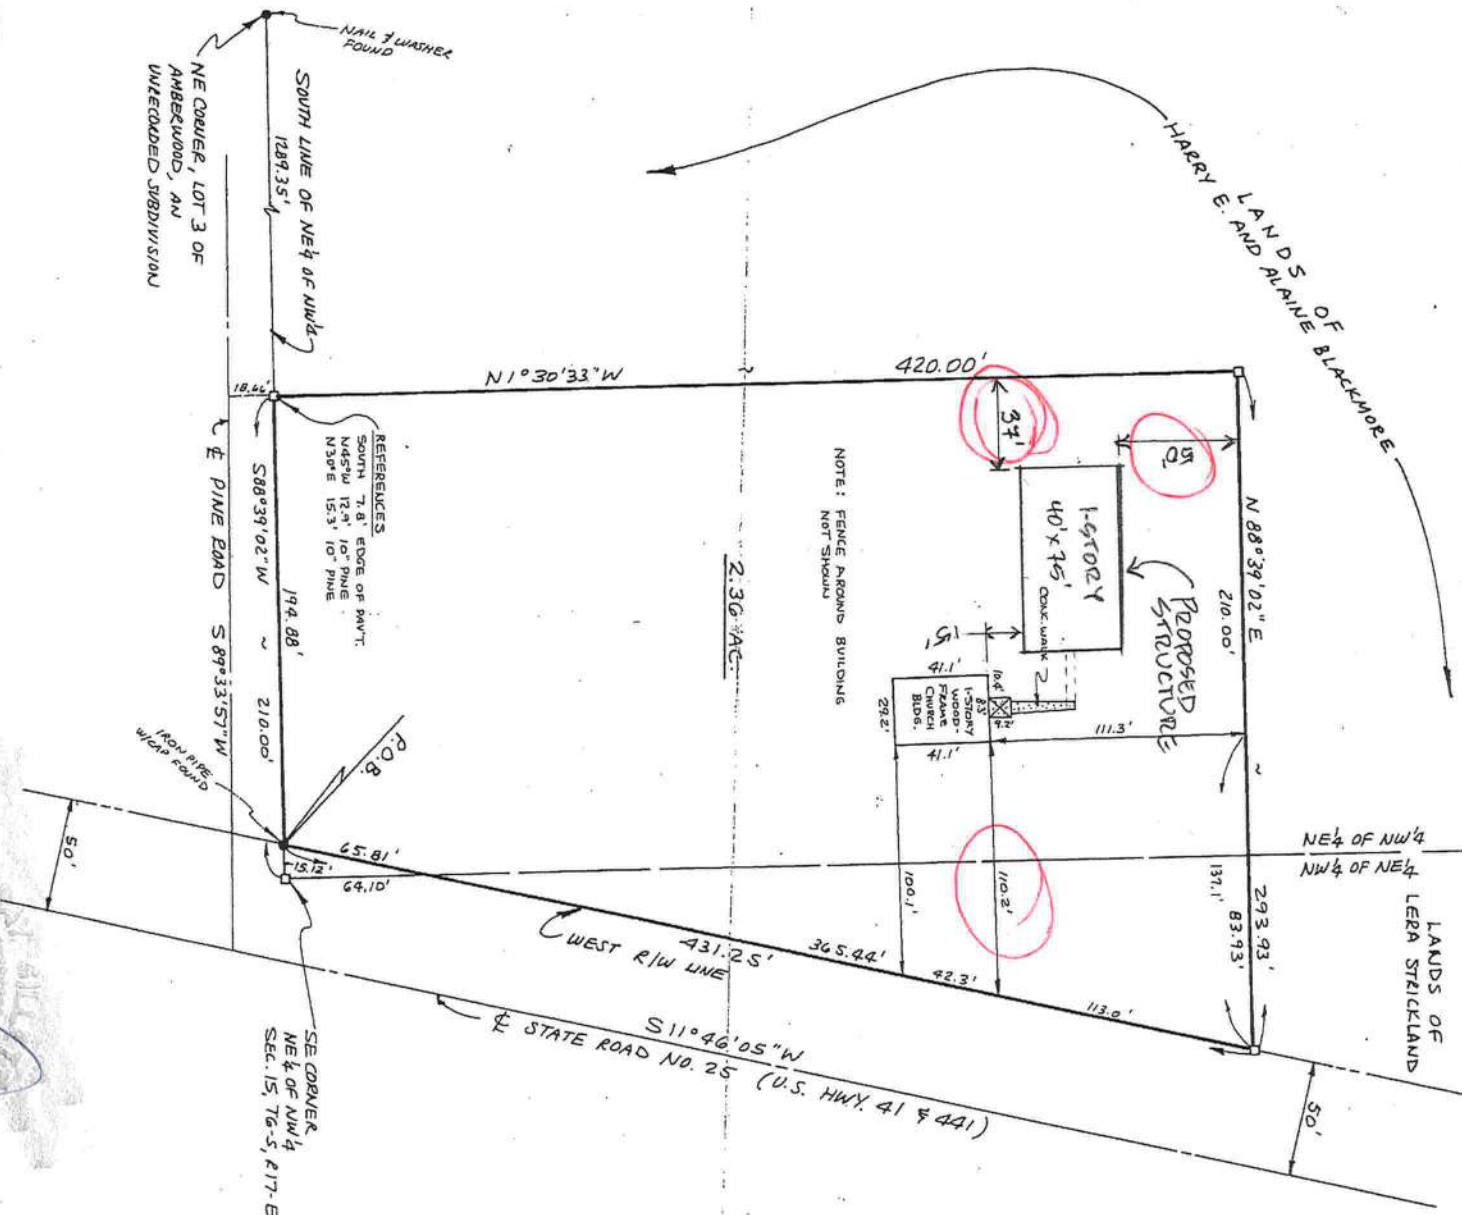 NAIL & WASHER
FOUND
NE CORNER, LOT 3 OF
AMBERWOOD, AN
UNRECORDED SUBDIVISION
SOUTH LINE OF NE¼ OF NW¼
1289.35'
LANDS OF
HARRY E. AND ALAINE BLACKMORE
N 1°30'33"W ~ 420.00'
18.66'
37'
50'
N 88°39'02"E ~ 293.93'
210.00'
83.93'
REFERENCES
SOUTH 7.8' EDGE OF PAV'T.
N45°W 12.9' 10" PINE
N30°E 15.3' 10" PINE
NOTE: FENCE AROUND BUILDING
NOT SHOWN
1-STORY
40' x 75'
PROPOSED
STRUCTURE
CONC. WALK
15'
2.36 AC.
41.1'
10.4'
8.3'
9.2'
1-STORY
WOOD
FRAME
CHURCH
BLDG.
29.2'
41.1'
111.3'
℄ PINE ROAD S 89°33'57"W
S 88°39'02"W ~ 210.00'
194.88'
P.O.B.
IRON PIPE
W/CAP FOUND
50'
65.81'
15.12'
64.10'
100.1'
110.2'
137.1'
NE¼ OF NW¼
NW¼ OF NE¼
LANDS OF
LERA STRICKLAND
WEST R/W LINE
431.25'
365.44'
42.3'
113.0'
S 11°46'05"W
℄ STATE ROAD NO. 25 (U.S. HWY. 41 & 441)
50'
SE CORNER
NE¼ OF NW¼
SEC. 15, T6-S, R17-E